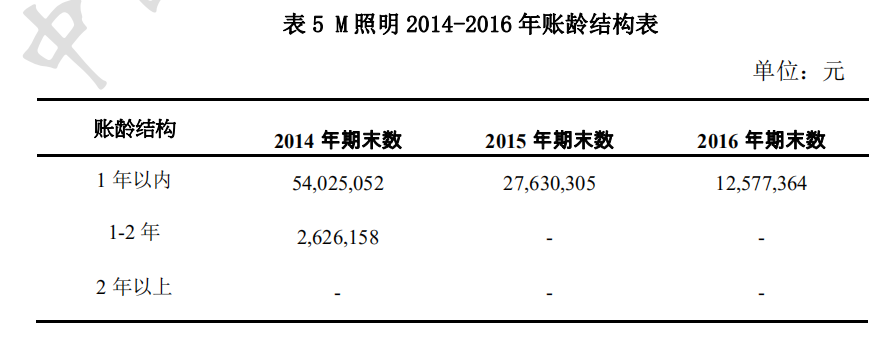 中
表 5 M 照明 2014-2016 年账龄结构表
单位：元
账龄结构 2014 年期末数 2015 年期末数 2016 年期末数
1 年以内 54,025,052 27,630,305 12,577,364
1-2 年 2,626,158 - -
2 年以上 - - -